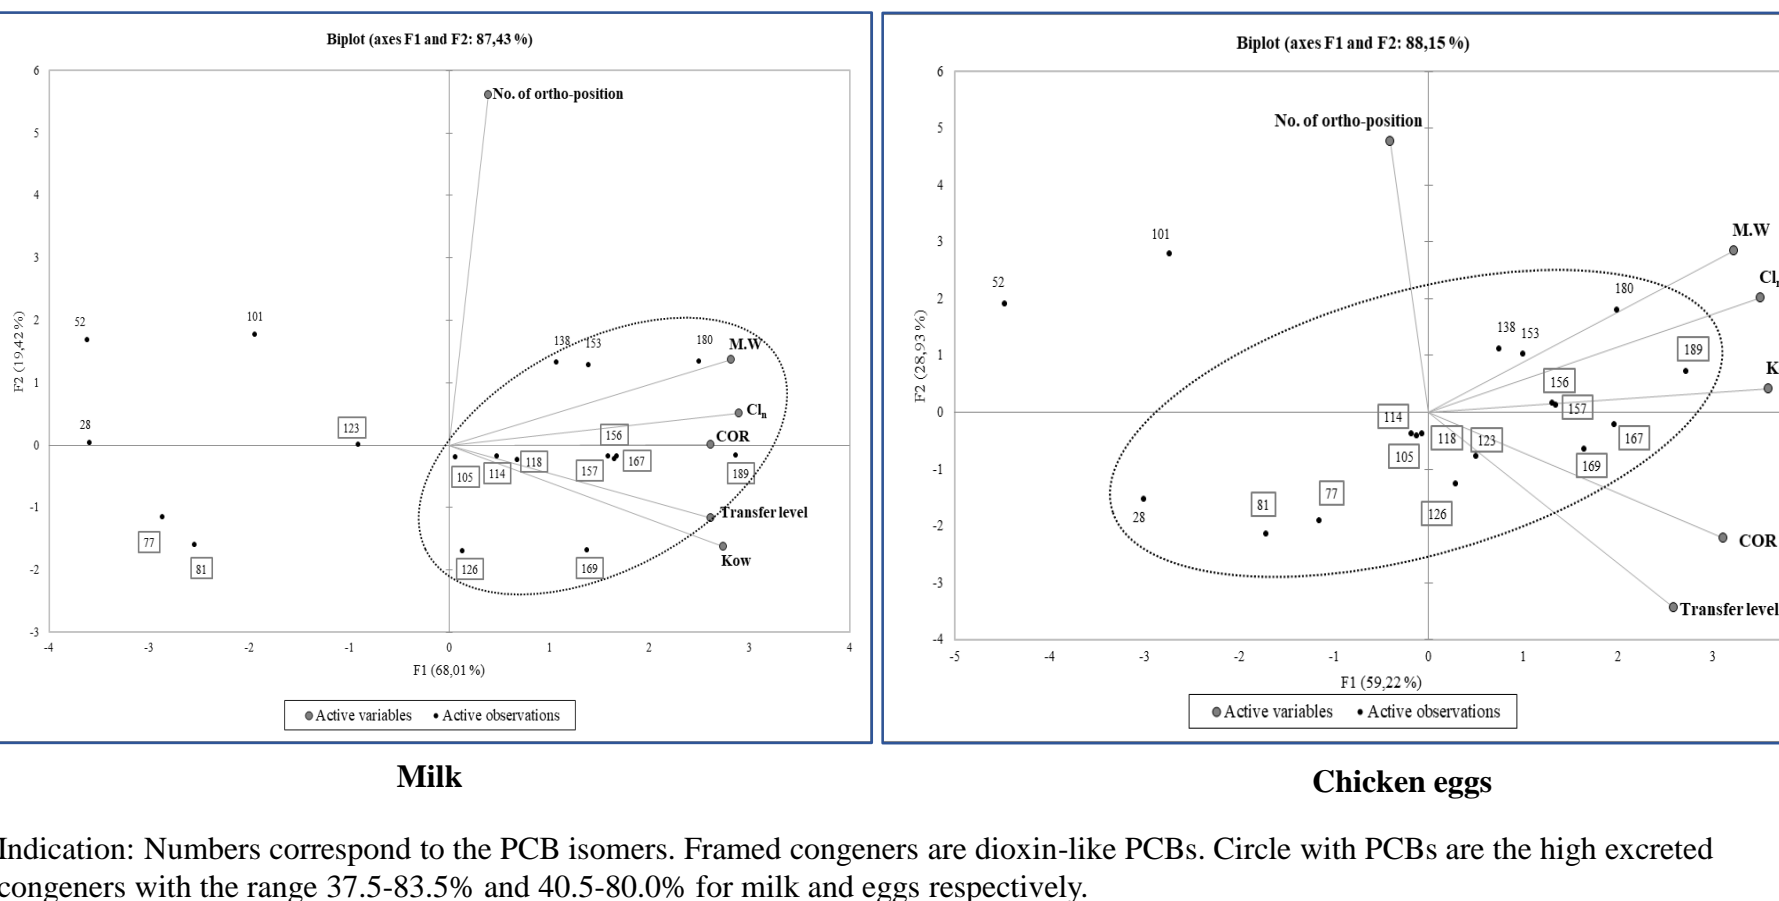 Biplot (axes F1 and F2: 87,43 %)
6
5
4
3
2
1
0
-1
-2
-3
F2 (19,42 %)
No. of ortho-position
52
101
28
123
77
81
138
153
180
M.W
Cln
COR
156
105
114
118
157
167
189
Transfer level
Kow
126
169
-4
-3
-2
-1
0
1
2
3
4
F1 (68,01 %)
Active variables
Active observations
Milk
Biplot (axes F1 and F2: 88,15 %)
6
5
4
3
2
1
0
-1
-2
-3
-4
F2 (28,93 %)
No. of ortho-position
101
52
M.W
Cln
180
138
153
189
K
156
157
114
118
123
167
105
169
77
81
126
28
COR
Transfer level
-5
-4
-3
-2
-1
0
1
2
3
F1 (59,22 %)
Active variables
Active observations
Chicken eggs
Indication: Numbers correspond to the PCB isomers. Framed congeners are dioxin-like PCBs. Circle with PCBs are the high excreted
congeners with the range 37.5-83.5% and 40.5-80.0% for milk and eggs respectively.